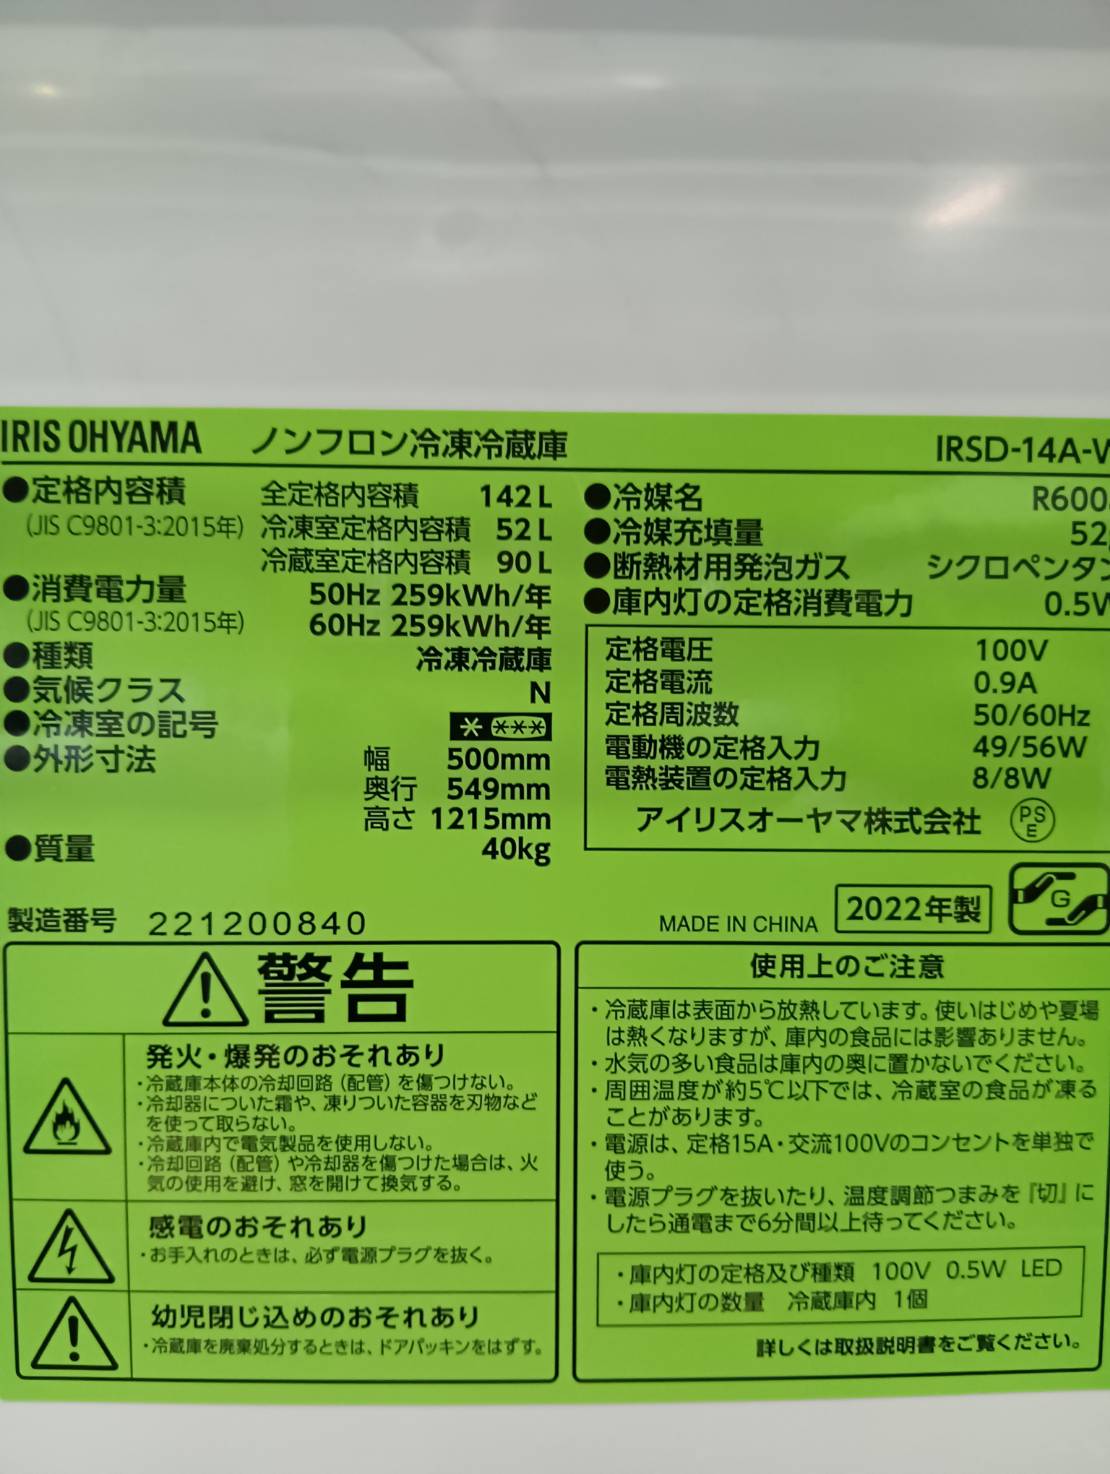 IRIS OHYAMA ノンフロン冷凍冷蔵庫 IRSD-14A-
●定格内容積 全定格内容積 142L
(JIS C9801-3:2015年) 冷凍室定格内容積 52L
冷蔵室定格内容積 90L
●消費電力量 50Hz 259kWh/年
(JIS C9801-3:2015年) 60Hz 259kWh/年
●種類 冷凍冷蔵庫
●気候クラス N
●冷凍室の記号 * ***
●外形寸法 幅 500mm
奥行 549mm
高さ 1215mm
●質量 40kg
●冷媒名 R600
●冷媒充填量 52
●断熱材用発泡ガス シクロペンタン
●庫内灯の定格消費電力 0.5W
定格電圧 100V
定格電流 0.9A
定格周波数 50/60Hz
電動機の定格入力 49/56W
電熱装置の定格入力 8/8W
アイリスオーヤマ株式会社 PSE
製造番号 221200840
MADE IN CHINA 2022年製 G
警告
発火・爆発のおそれあり
・冷蔵庫本体の冷却回路（配管）を傷つけない。
・冷却器についた霜や、凍りついた容器を刃物など
を使って取らない。
・冷蔵庫内で電気製品を使用しない。
・冷却回路（配管）や冷却器を傷つけた場合は、火
気の使用を避け、窓を開けて換気する。
感電のおそれあり
・お手入れのときは、必ず電源プラグを抜く。
幼児閉じ込めのおそれあり
・冷蔵庫を廃棄処分するときは、ドアパッキンをはずす。
使用上のご注意
・冷蔵庫は表面から放熱しています。使いはじめや夏場
は熱くなりますが、庫内の食品には影響ありません。
・水気の多い食品は庫内の奥に置かないでください。
・周囲温度が約5℃以下では、冷蔵室の食品が凍る
ことがあります。
・電源は、定格15A・交流100Vのコンセントを単独で
使う。
・電源プラグを抜いたり、温度調節つまみを『切』に
したら通電まで6分間以上待ってください。
・庫内灯の定格及び種類 100V 0.5W LED
・庫内灯の数量 冷蔵庫内 1個
詳しくは取扱説明書をご覧ください。